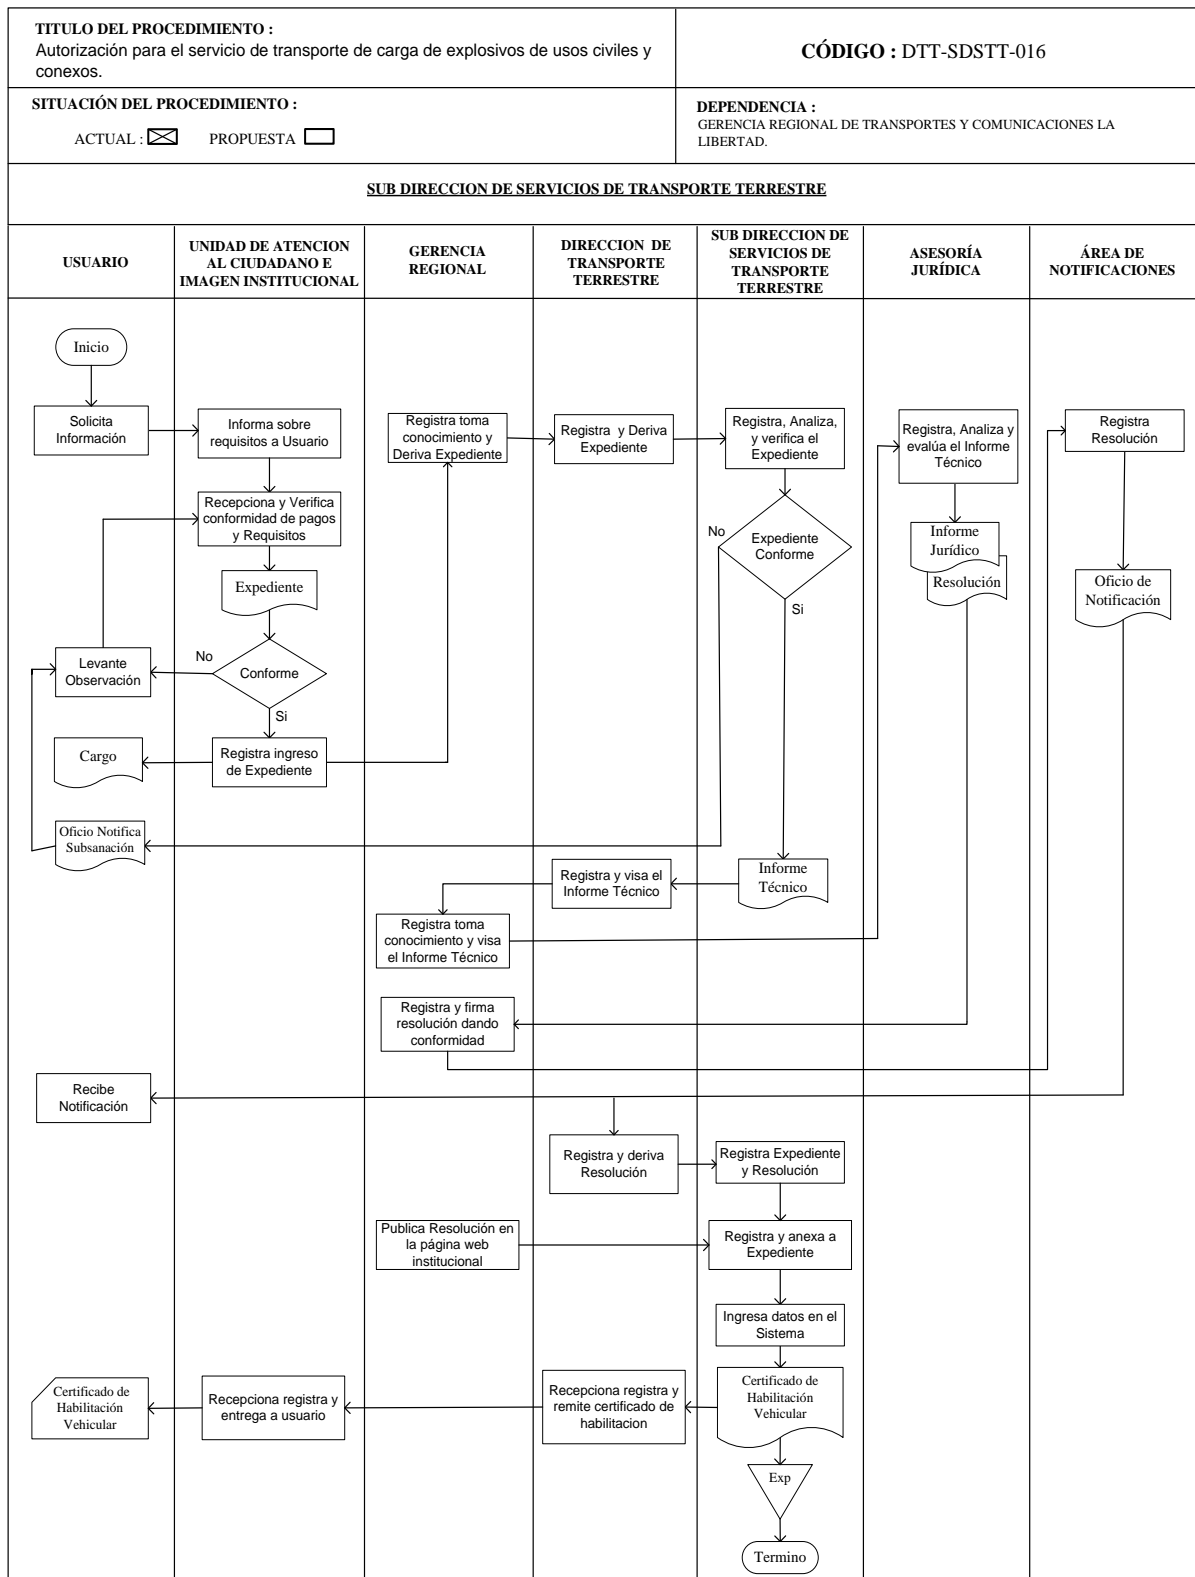 TITULO DEL PROCEDIMIENTO :
Autorización para el servicio de transporte de carga de explosivos de usos civiles y
conexos.
CÓDIGO : DTT-SDSTT-016
SITUACIÓN DEL PROCEDIMIENTO :
ACTUAL : PROPUESTA
DEPENDENCIA :
GERENCIA REGIONAL DE TRANSPORTES Y COMUNICACIONES LA
LIBERTAD.
SUB DIRECCION DE SERVICIOS DE TRANSPORTE TERRESTRE
USUARIO
UNIDAD DE ATENCION
AL CIUDADANO E
IMAGEN INSTITUCIONAL
GERENCIA
REGIONAL
DIRECCION DE
TRANSPORTE
TERRESTRE
SUB DIRECCION DE
SERVICIOS DE
TRANSPORTE
TERRESTRE
ASESORÍA
JURÍDICA
ÁREA DE
NOTIFICACIONES
Inicio
Solicita
Información
Informa sobre
requisitos a Usuario
Registra toma
conocimiento y
Deriva Expediente
Registra y Deriva
Expediente
Registra, Analiza,
y verifica el
Expediente
Registra, Analiza y
evalúa el Informe
Técnico
Registra
Resolución
Recepciona y Verifica
conformidad de pagos
y Requisitos
No
Expediente
Conforme
Si
Informe
Jurídico
Resolución
Oficio de
Notificación
Expediente
Levante
Observación
No
Conforme
Si
Cargo
Registra ingreso
de Expediente
Oficio Notifica
Subsanación
Registra y visa el
Informe Técnico
Informe
Técnico
Registra toma
conocimiento y visa
el Informe Técnico
Registra y firma
resolución dando
conformidad
Recibe
Notificación
Registra y deriva
Resolución
Registra Expediente
y Resolución
Publica Resolución en
la página web
institucional
Registra y anexa a
Expediente
Ingresa datos en el
Sistema
Certificado de
Habilitación
Vehicular
Recepciona registra y
entrega a usuario
Recepciona registra y
remite certificado de
habilitacion
Certificado de
Habilitación
Vehicular
Exp
Termino